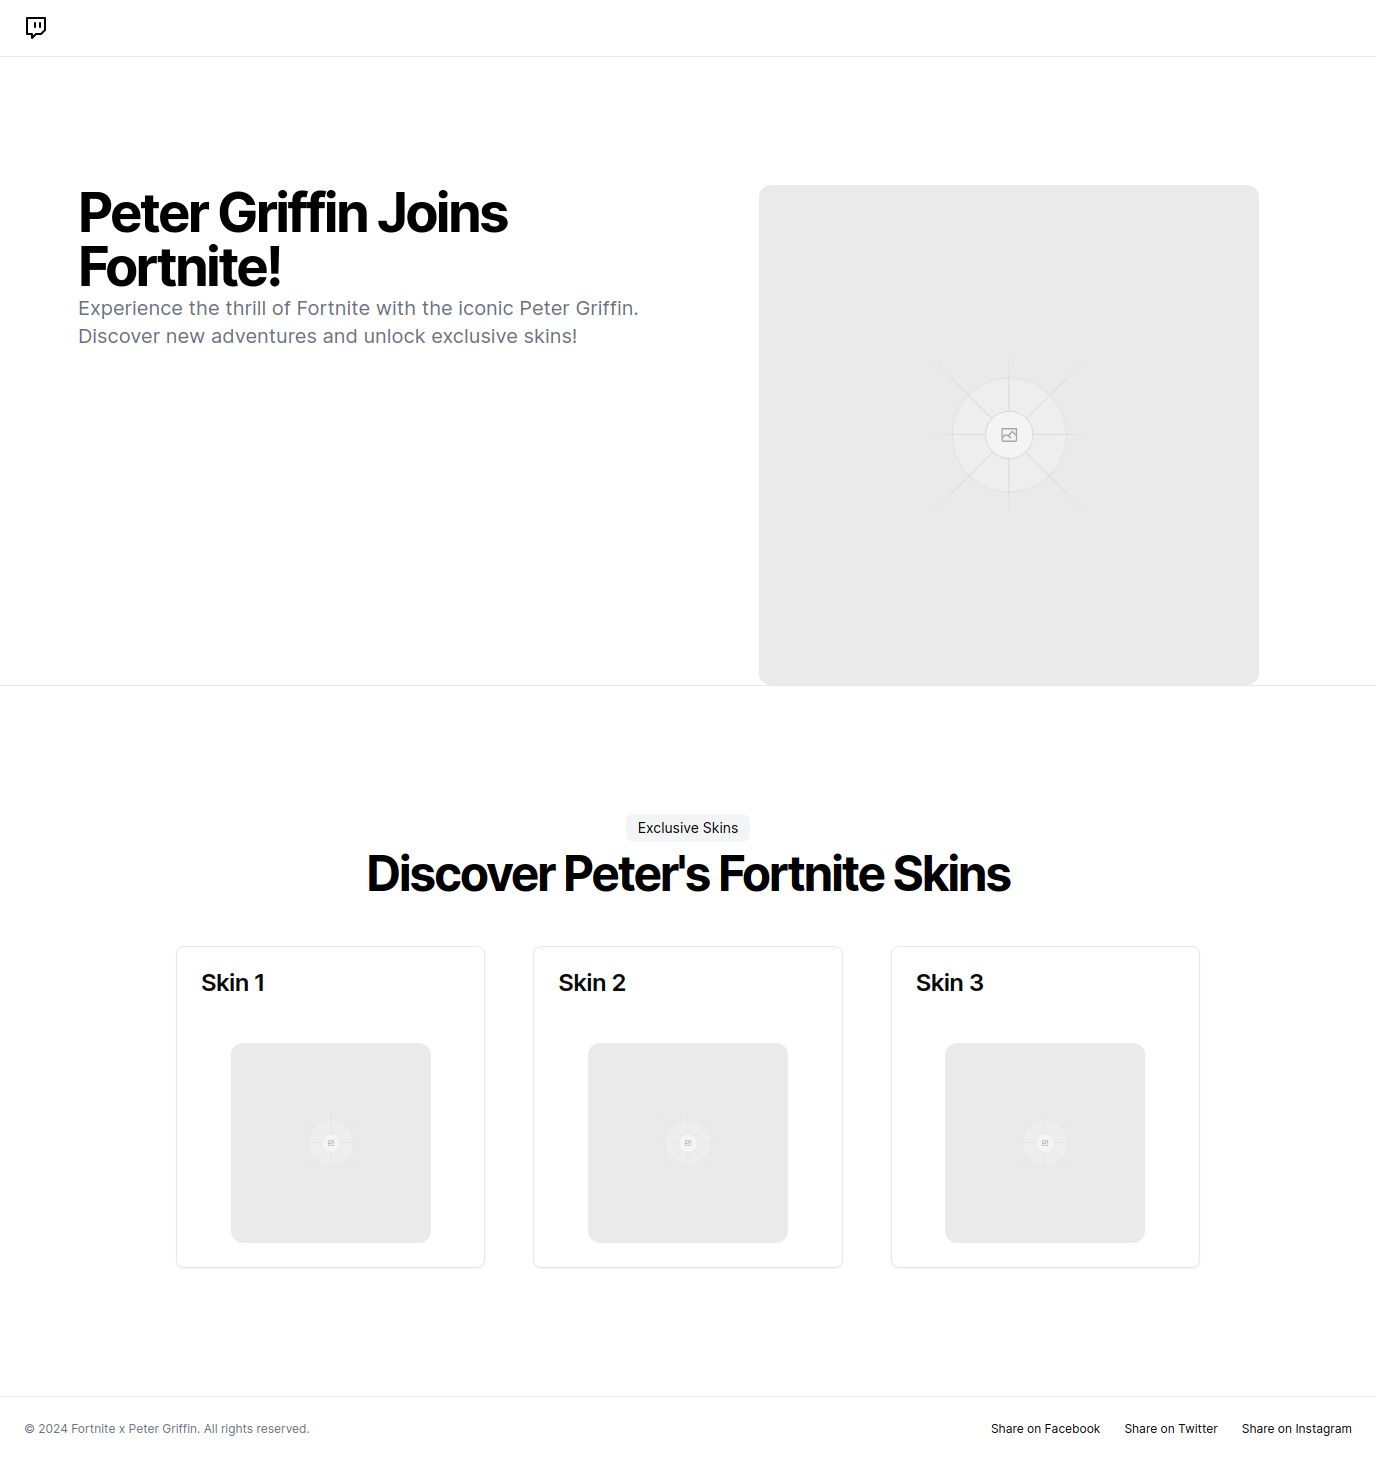 Peter Griffin Joins
Fortnite!
Experience the thrill of Fortnite with the iconic Peter Griffin.
Discover new adventures and unlock exclusive skins!
Exclusive Skins
Discover Peter's Fortnite Skins
Skin 1
Skin 2
Skin 3
© 2024 Fortnite x Peter Griffin. All rights reserved.
Share on Facebook
Share on Twitter
Share on Instagram